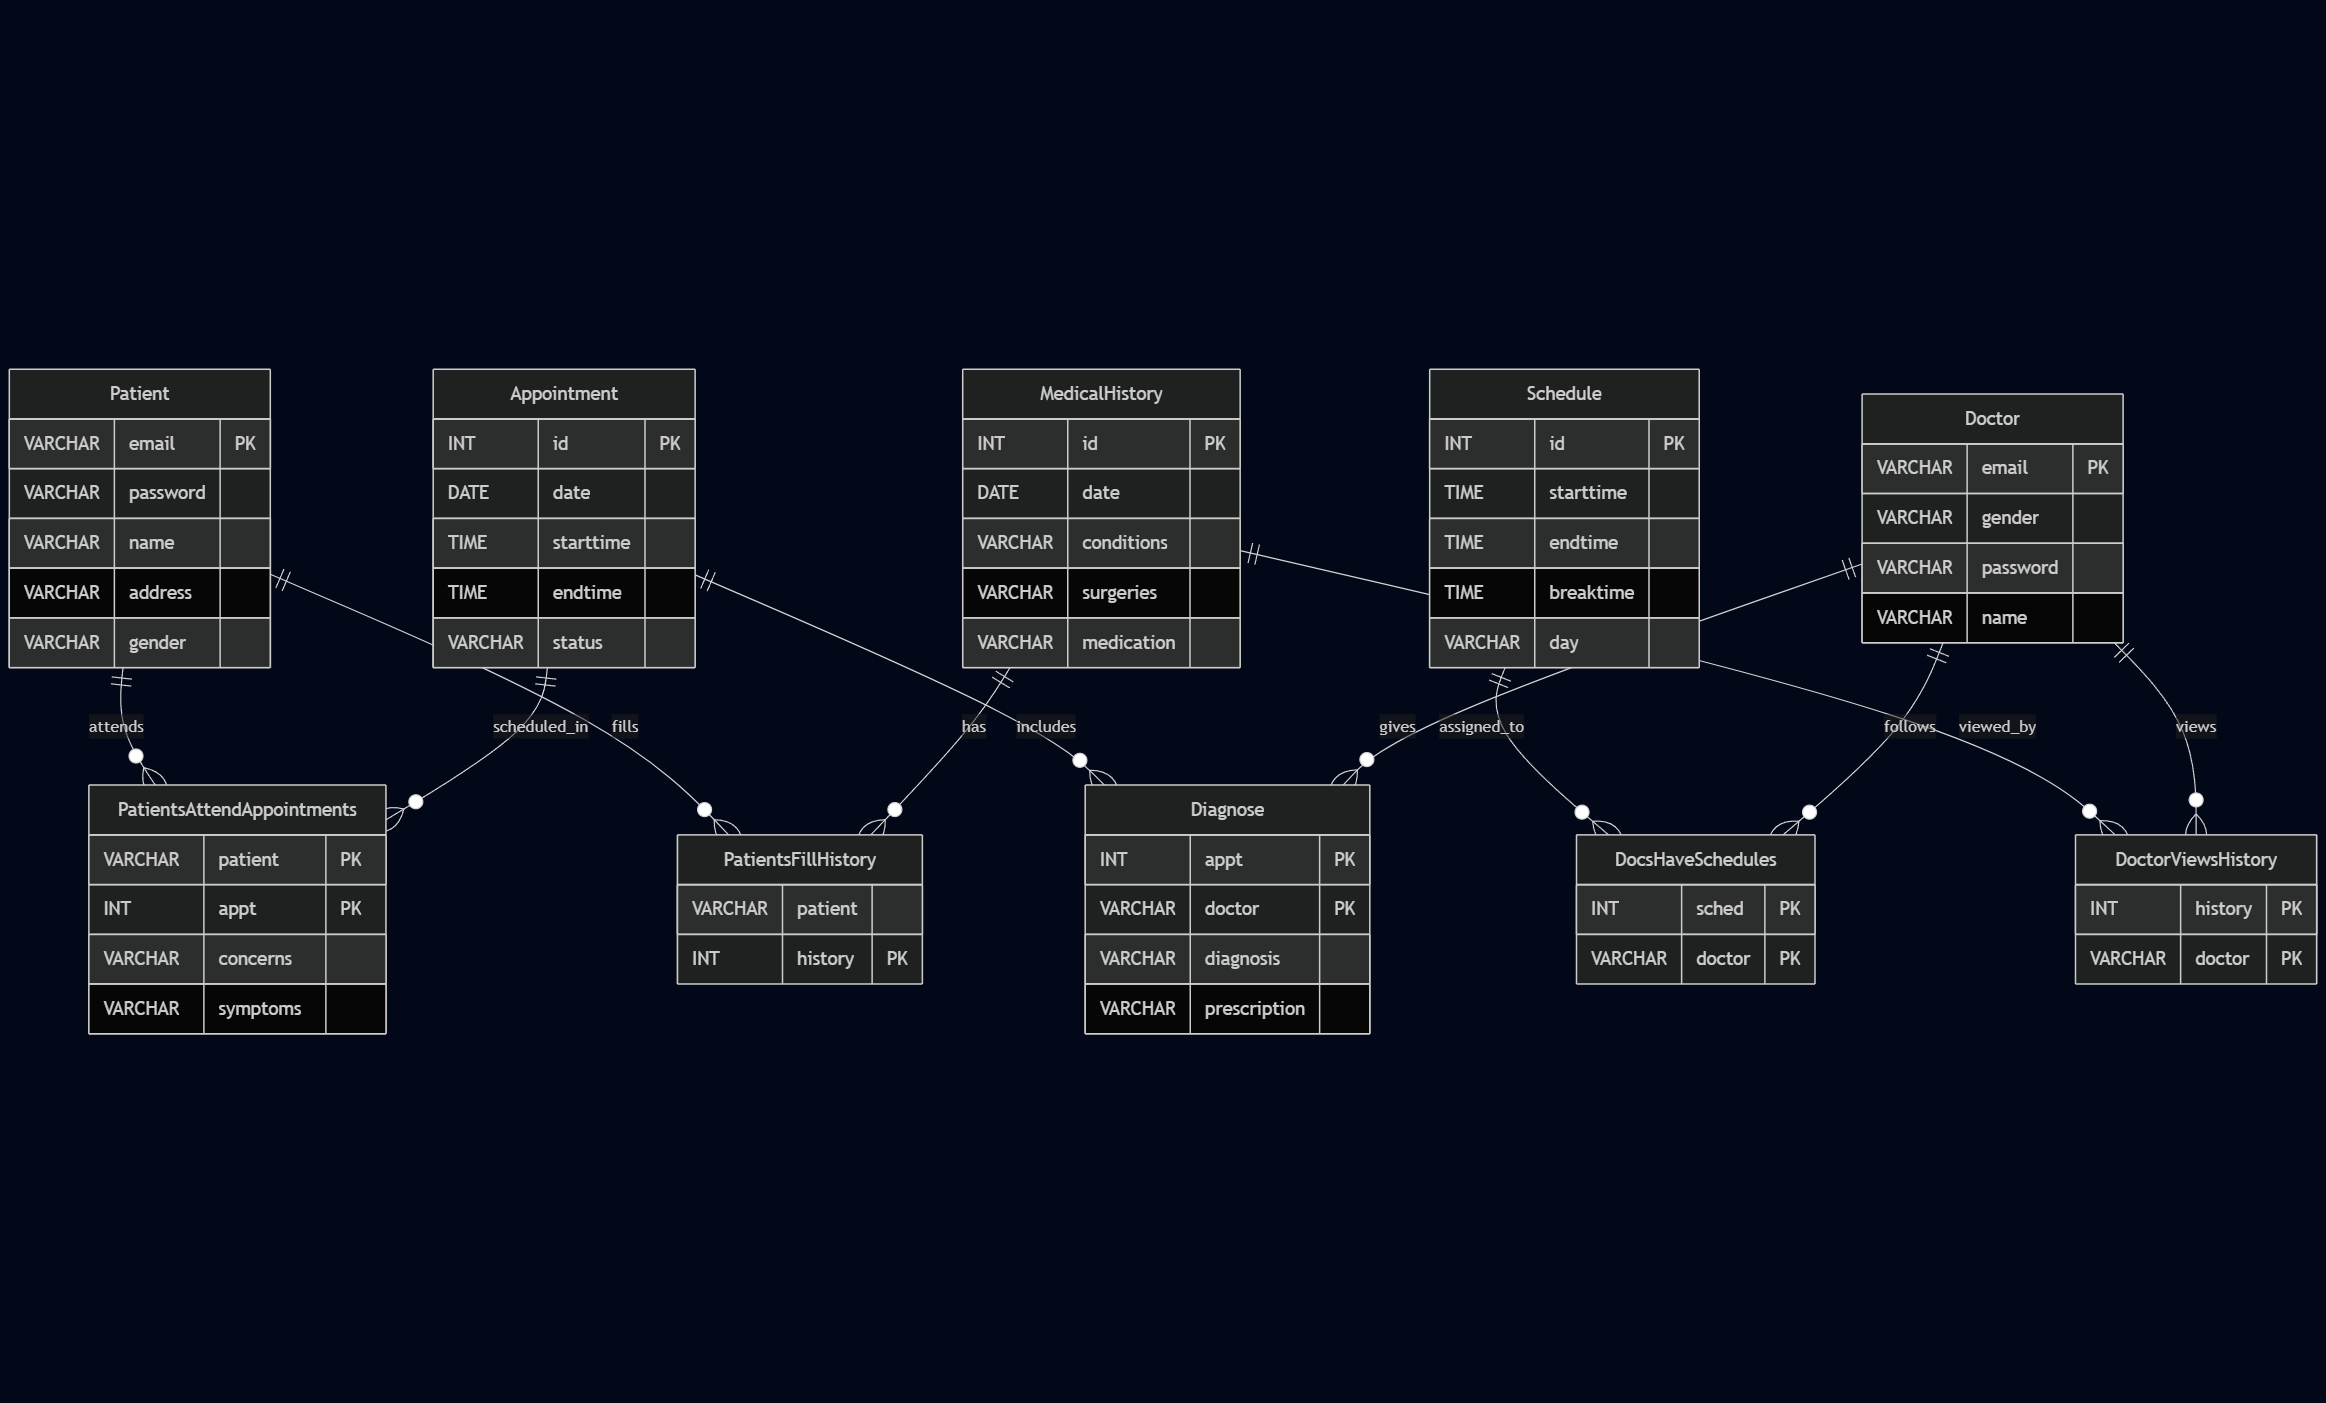 Patient
VARCHAR email PK
VARCHAR password
VARCHAR name
VARCHAR address
VARCHAR gender
Appointment
INT id PK
DATE date
TIME starttime
TIME endtime
VARCHAR status
MedicalHistory
INT id PK
DATE date
VARCHAR conditions
VARCHAR surgeries
VARCHAR medication
Schedule
INT id PK
TIME starttime
TIME endtime
TIME breaktime
VARCHAR day
Doctor
VARCHAR email PK
VARCHAR gender
VARCHAR password
VARCHAR name
attends
scheduled_in
fills
has
includes
gives
assigned_to
follows
viewed_by
views
PatientsAttendAppointments
VARCHAR patient PK
INT appt PK
VARCHAR concerns
VARCHAR symptoms
PatientsFillHistory
VARCHAR patient
INT history PK
Diagnose
INT appt PK
VARCHAR doctor PK
VARCHAR diagnosis
VARCHAR prescription
DocsHaveSchedules
INT sched PK
VARCHAR doctor PK
DoctorViewsHistory
INT history PK
VARCHAR doctor PK